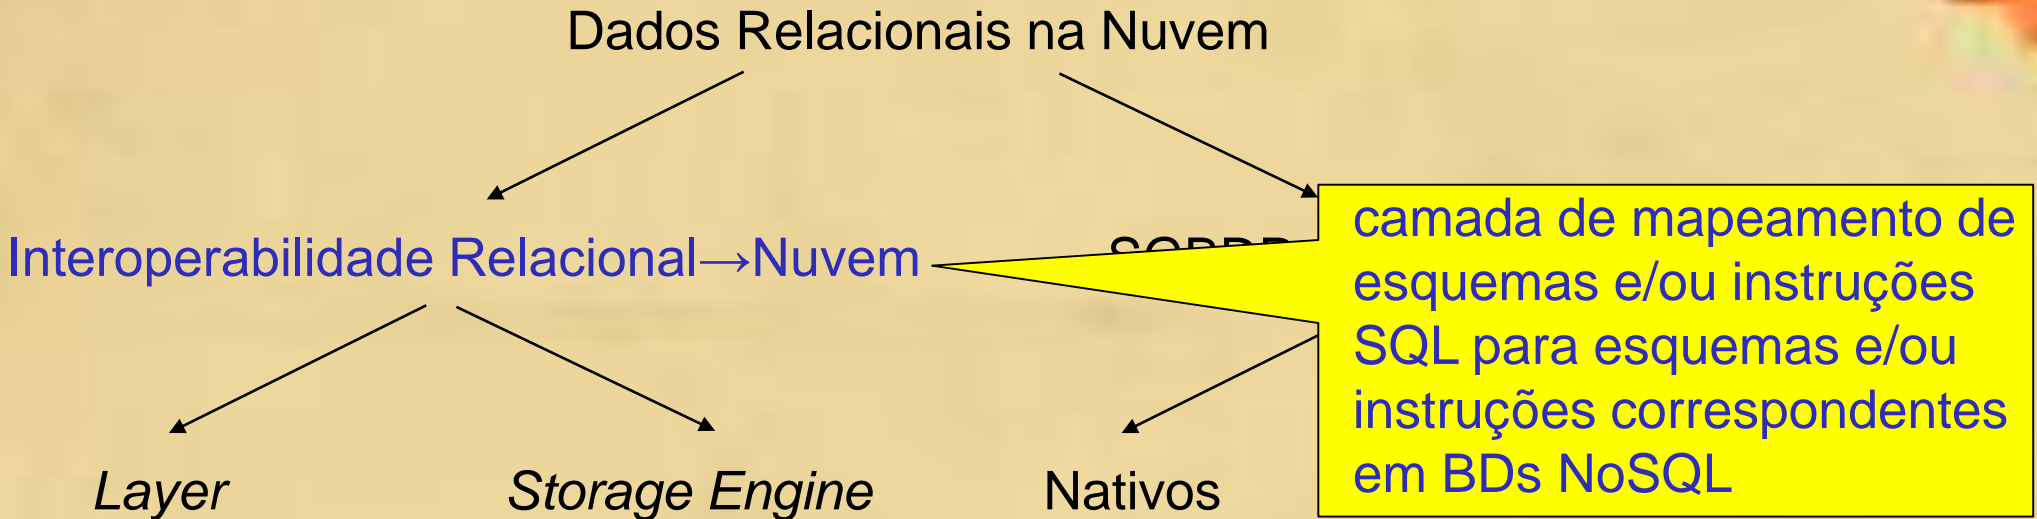 Dados Relacionais na Nuvem
Interoperabilidade Relacional→Nuvem
camada de mapeamento de
esquemas e/ou instruções
SQL para esquemas e/ou
instruções correspondentes
em BDs NoSQL
Layer
Storage Engine
Nativos